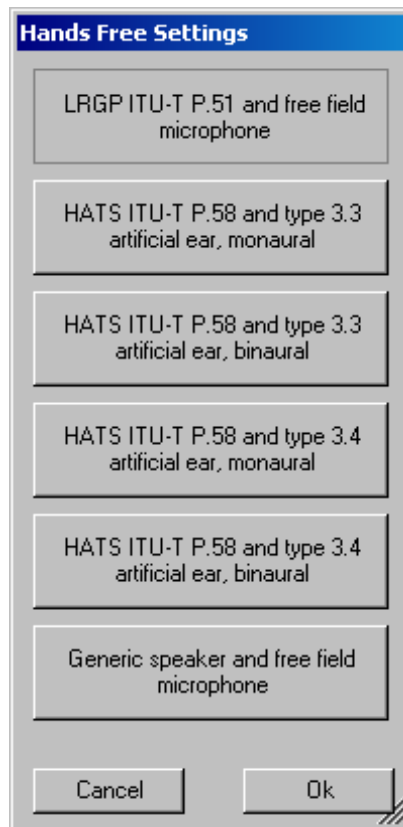 Hands Free Settings
LRGP ITU-T P.51 and free field
microphone
HATS ITU-T P.58 and type 3.3
artificial ear, monaural
HATS ITU-T P.58 and type 3.3
artificial ear, binaural
HATS ITU-T P.58 and type 3.4
artificial ear, monaural
HATS ITU-T P.58 and type 3.4
artificial ear, binaural
Generic speaker and free field
microphone
Cancel Ok